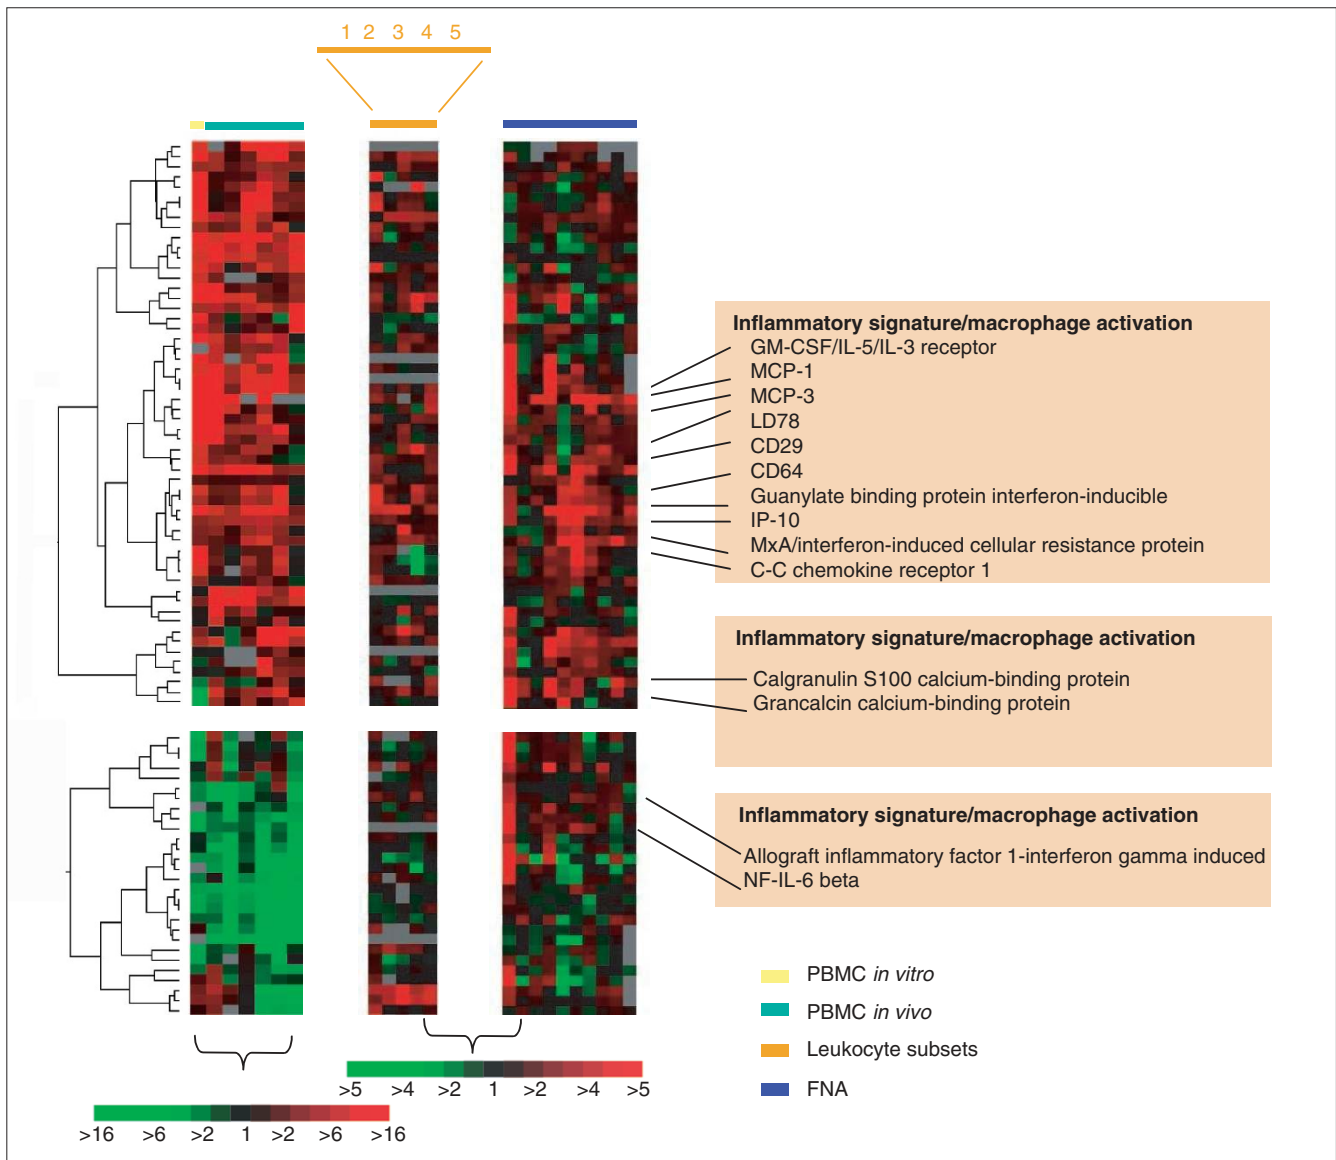 1 2 3 4 5
Inflammatory signature/macrophage activation
GM-CSF/IL-5/IL-3 receptor
MCP-1
MCP-3
LD78
CD29
CD64
Guanylate binding protein interferon-inducible
IP-10
MxA/interferon-induced cellular resistance protein
C-C chemokine receptor 1
Inflammatory signature/macrophage activation
Calgranulin S100 calcium-binding protein
Grancalcin calcium-binding protein
Inflammatory signature/macrophage activation
Allograft inflammatory factor 1-interferon gamma induced
NF-IL-6 beta
PBMC in vitro
PBMC in vivo
Leukocyte subsets
FNA
>5 >4 >2 1 >2 >4 >5
>16 >6 >2 1 >2 >6 >16